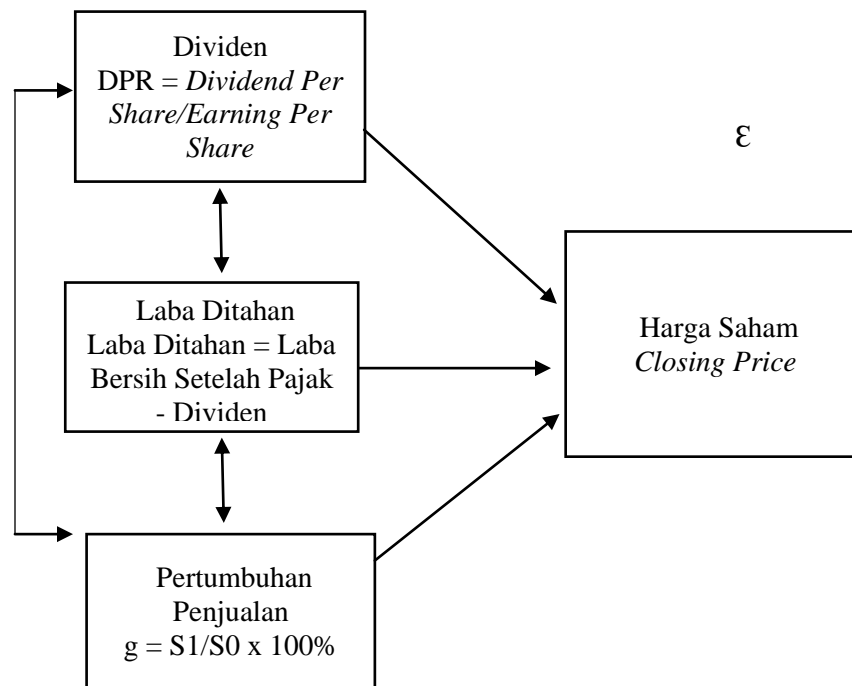 Dividen
DPR = Dividend Per
Share/Earning Per
Share
ε
Laba Ditahan
Laba Ditahan = Laba
Bersih Setelah Pajak
- Dividen
Harga Saham
Closing Price
Pertumbuhan
Penjualan
g = S1/S0 x 100%